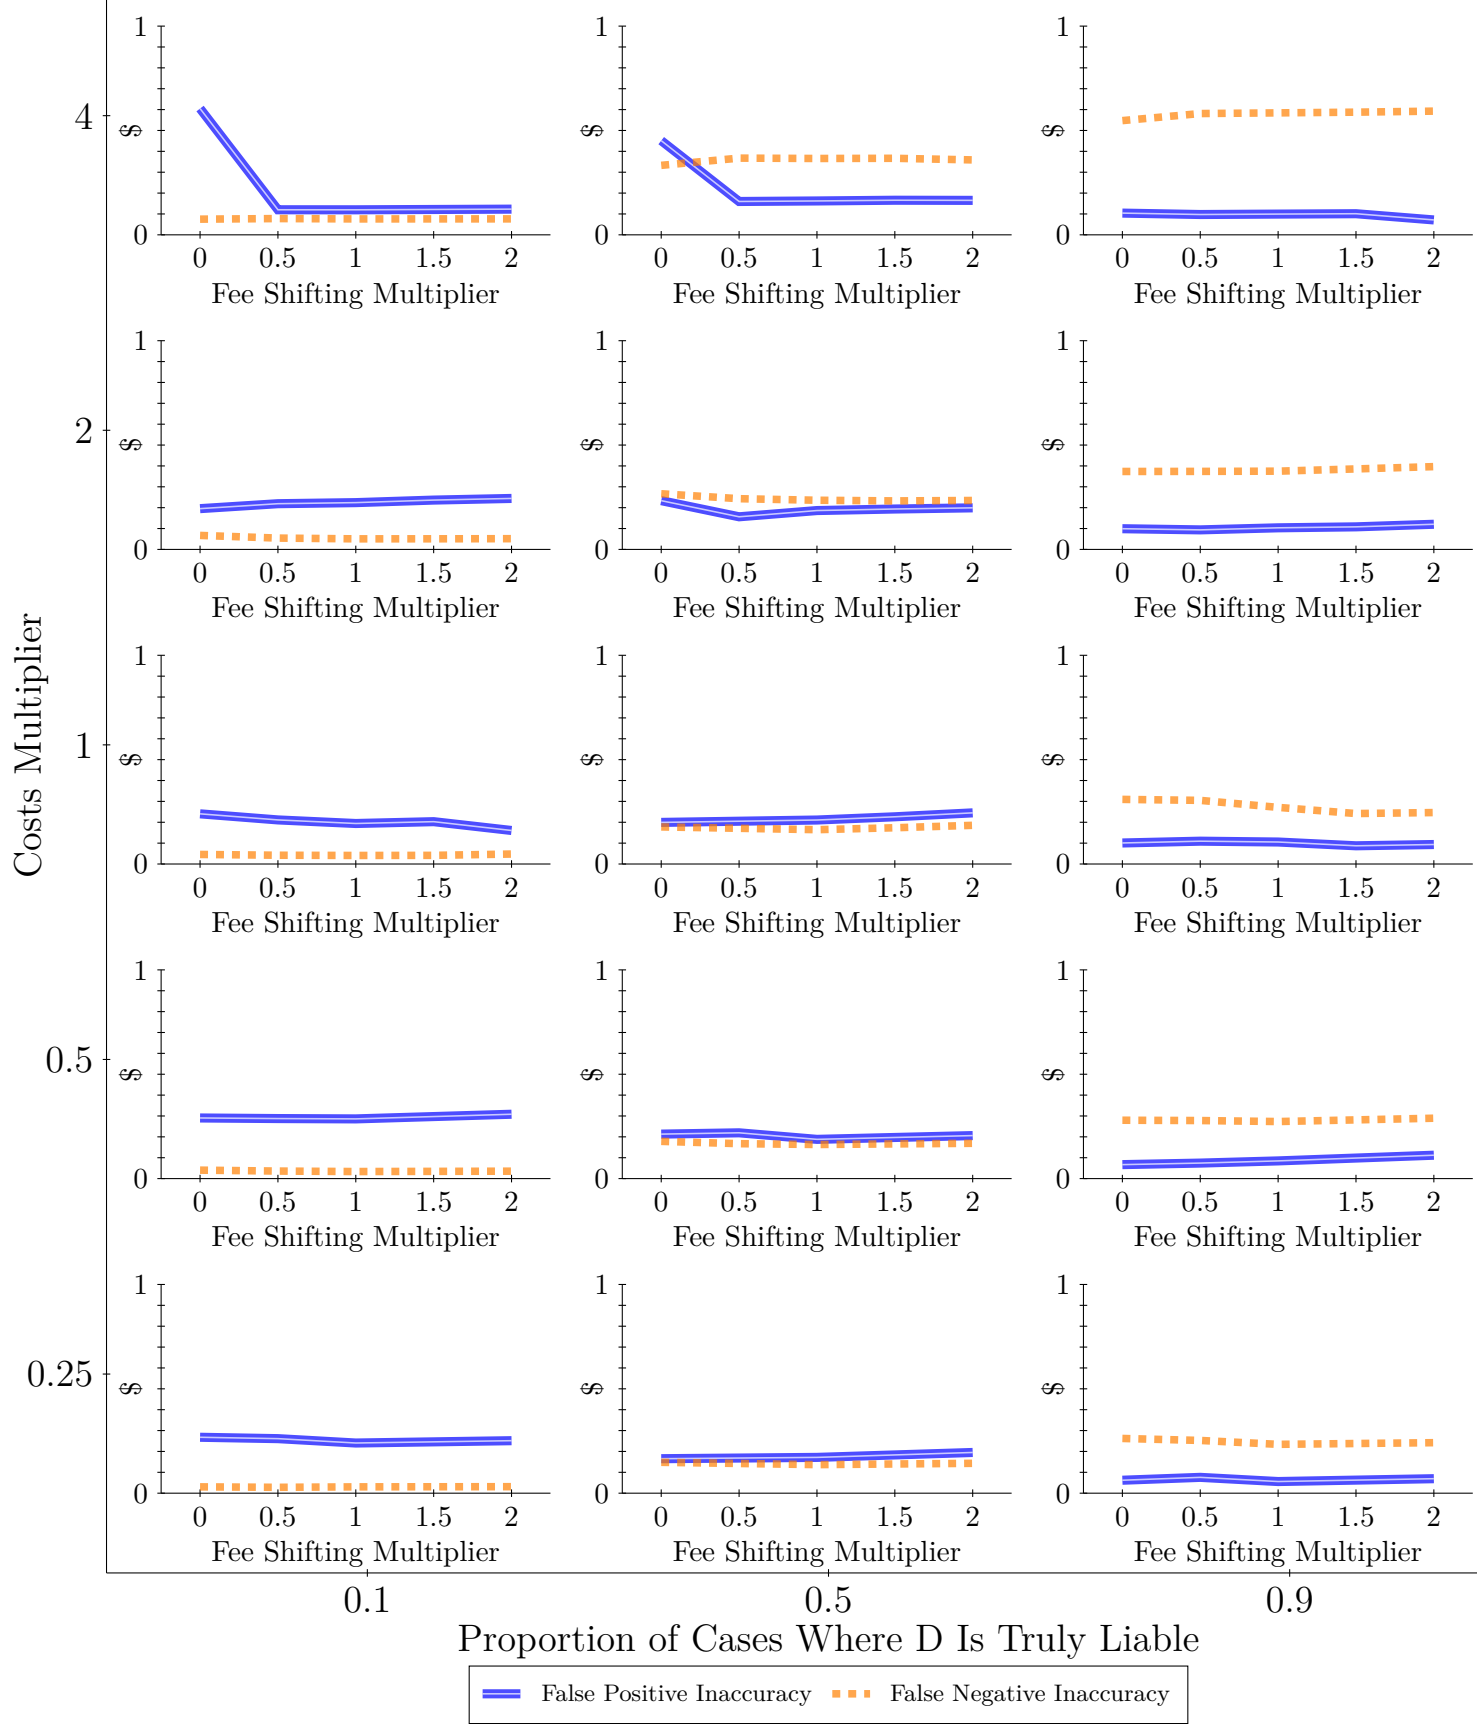 Costs Multiplier
4
1
$
0
0 0.5 1 1.5 2
Fee Shifting Multiplier
1
$
0
0 0.5 1 1.5 2
Fee Shifting Multiplier
1
$
0
0 0.5 1 1.5 2
Fee Shifting Multiplier
2
1
$
0
0 0.5 1 1.5 2
Fee Shifting Multiplier
1
$
0
0 0.5 1 1.5 2
Fee Shifting Multiplier
1
$
0
0 0.5 1 1.5 2
Fee Shifting Multiplier
1
1
$
0
0 0.5 1 1.5 2
Fee Shifting Multiplier
1
$
0
0 0.5 1 1.5 2
Fee Shifting Multiplier
1
$
0
0 0.5 1 1.5 2
Fee Shifting Multiplier
0.5
1
$
0
0 0.5 1 1.5 2
Fee Shifting Multiplier
1
$
0
0 0.5 1 1.5 2
Fee Shifting Multiplier
1
$
0
0 0.5 1 1.5 2
Fee Shifting Multiplier
0.25
1
$
0
0 0.5 1 1.5 2
Fee Shifting Multiplier
1
$
0
0 0.5 1 1.5 2
Fee Shifting Multiplier
1
$
0
0 0.5 1 1.5 2
Fee Shifting Multiplier
0.1 0.5 0.9
Proportion of Cases Where D Is Truly Liable
False Positive Inaccuracy False Negative Inaccuracy